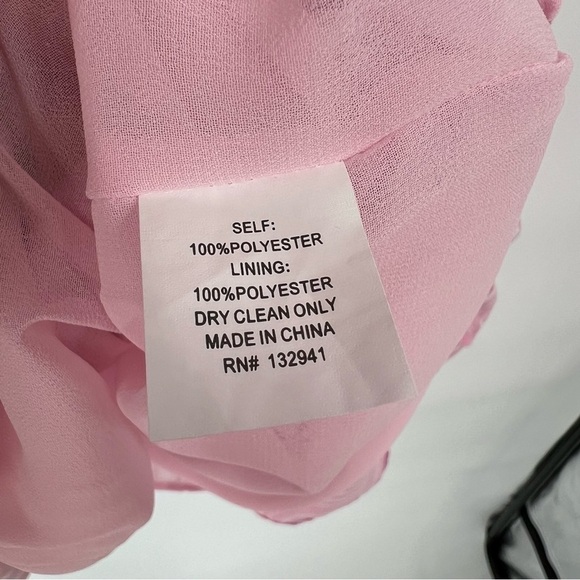 SELF:
100%POLYESTER
LINING:
100%POLYESTER
DRY CLEAN ONLY
MADE IN CHINA
RN# 132941